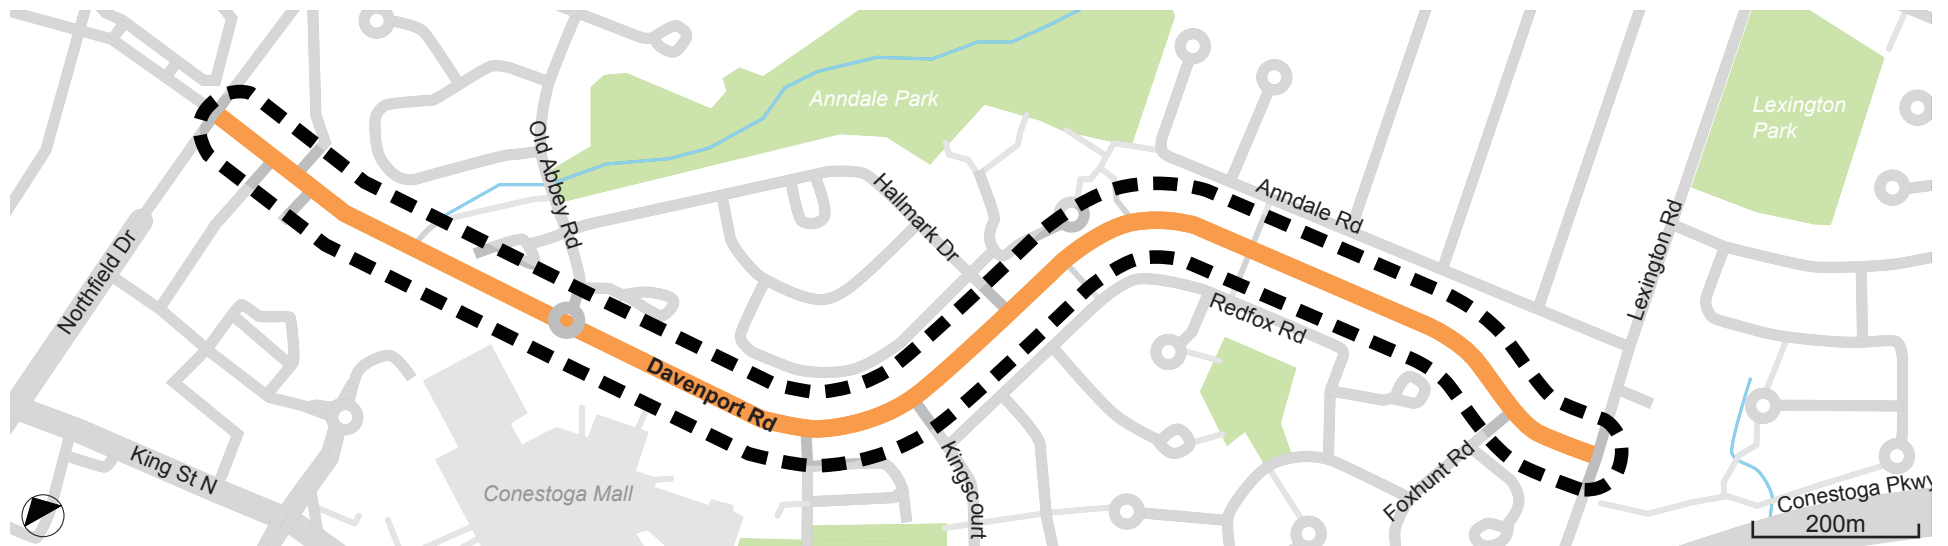 Anndale Park
Lexington
Park
Old Abbey Rd
Hallmark Dr
Anndale Rd
Lexington Rd
Northfield Dr
Redfox Rd
Davenport Rd
King St N
Conestoga Mall
Kingscourt
Foxhunt Rd
Conestoga Pkwy
200m